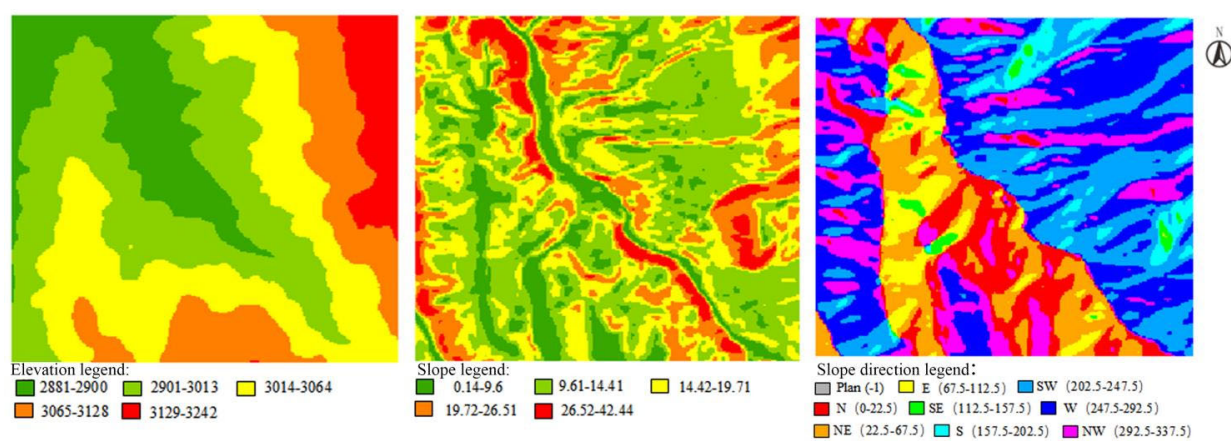 N
Elevation legend:
2881-2900 2901-3013 3014-3064
3065-3128 3129-3242
Slope legend:
0.14-9.6 9.61-14.41 14.42-19.71
19.72-26.51 26.52-42.44
Slope direction legend:
Plan (-1) E (67.5-112.5) SW (202.5-247.5)
N (0-22.5) SE (112.5-157.5) W (247.5-292.5)
NE (22.5-67.5) S (157.5-202.5) NW (292.5-337.5)